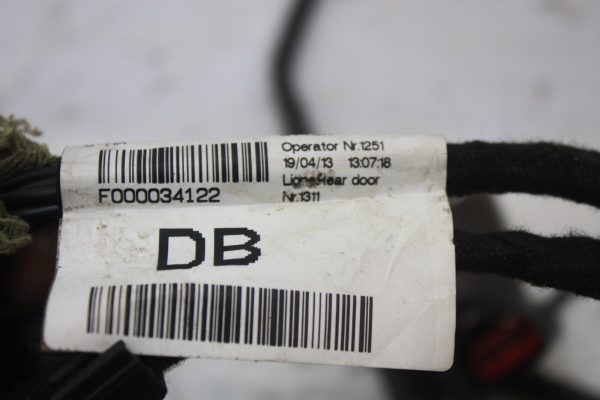 Operator Nr.1251
19/04/13 13:07:18
Ligne Rear door
F000034122
Nr.1311
DB